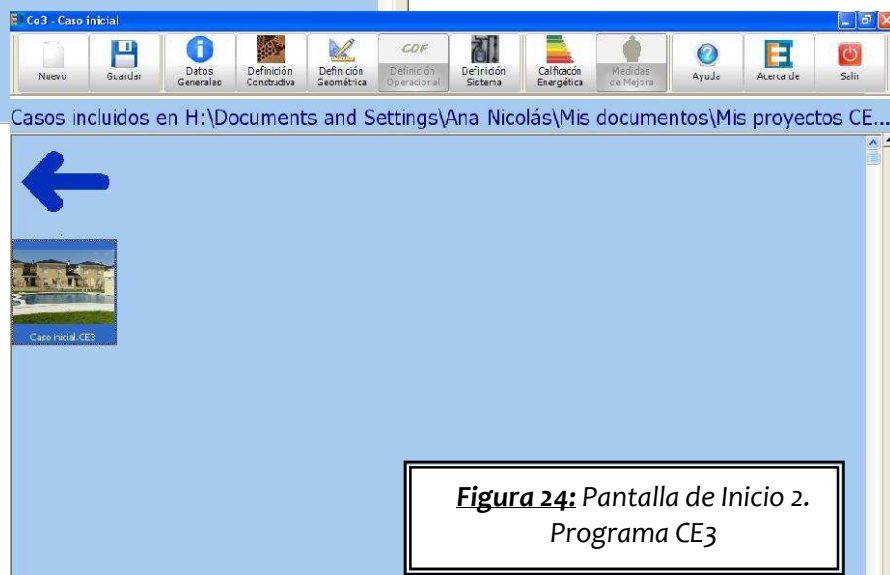 Ce3 - Caso inicial
Nuevo
Guardar
Datos Generales
Definición Constructiva
Definición Geométrica
CDF
Definición Operacional
Definición Sistema
Calificación Energética
Medidas de Mejora
Ayuda
Acerca de
Salir
Casos incluidos en H:\Documents and Settings\Ana Nicolás\Mis documentos\Mis proyectos CE...
Caso inicial.CE3
Figura 24: Pantalla de Inicio 2.
Programa CE3